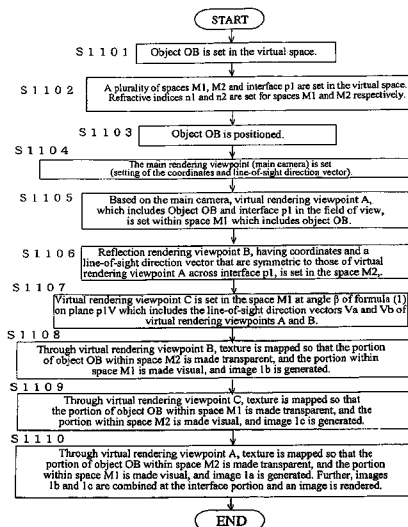 START
S1101
Object OB is set in the virtual space.
S1102
A plurality of spaces M1, M2 and interface p1 are set in the virtual space.
Refractive indices n1 and n2 are set for spaces M1 and M2 respectively.
S1103
Object OB is positioned.
S1104
The main rendering viewpoint (main camera) is set
(setting of the coordinates and line-of-sight direction vector).
S1105
Based on the main camera, virtual rendering viewpoint A,
which includes Object OB and interface p1 in the field of view,
is set within space M1 which includes object OB.
S1106
Reflection rendering viewpoint B, having coordinates and a
line-of-sight direction vector that are symmetric to those of virtual
rendering viewpoint A across interface p1, is set in the space M2,
S1107
Virtual rendering viewpoint C is set in the space M1 at angle β of formula (1)
on plane p1V which includes the line-of-sight direction vectors Va and Vb of
virtual rendering viewpoints A and B.
S1108
Through virtual rendering viewpoint B, texture is mapped so that the portion
of object OB within space M2 is made transparent, and the portion within
space M1 is made visual, and image 1b is generated.
S1109
Through virtual rendering viewpoint C, texture is mapped so that
the portion of object OB within space M1 is made transparent, and the
portion within space M2 is made visual, and image 1c is generated.
S1110
Through virtual rendering viewpoint A, texture is mapped so that the
portion of object OB within space M2 is made transparent, and the portion
within space M1 is made visual, and image 1a is generated. Further, images
1b and 1c are combined at the interface portion and an image is rendered.
END